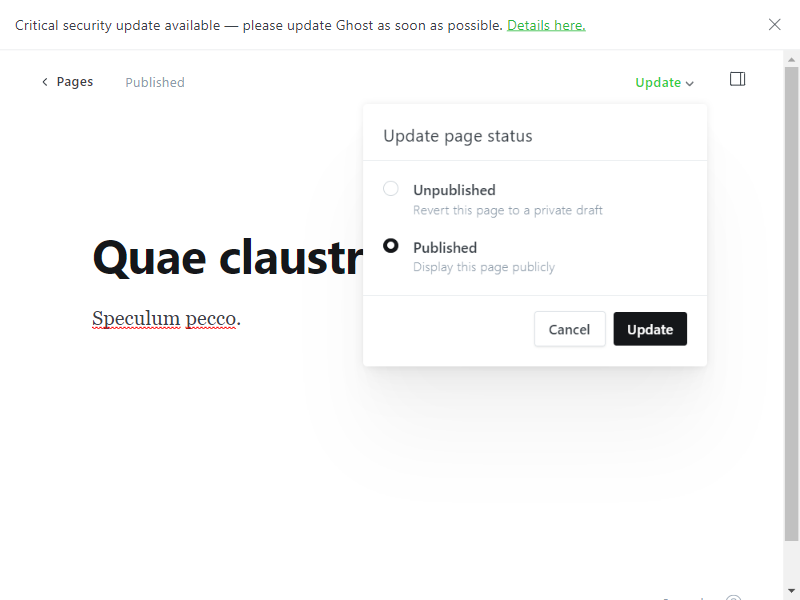 Critical security update available — please update Ghost as soon as possible. Details here.
Pages
Published
Update
Update page status
Unpublished
Revert this page to a private draft
Published
Display this page publicly
Cancel
Update
Quae claustr
Speculum pecco.